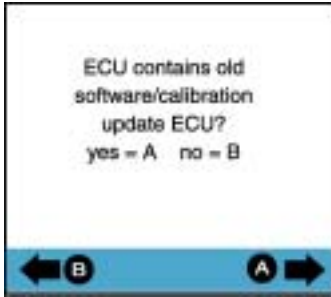 ECU contains old
software/calibration
update ECU?
yes = A no = B
B A